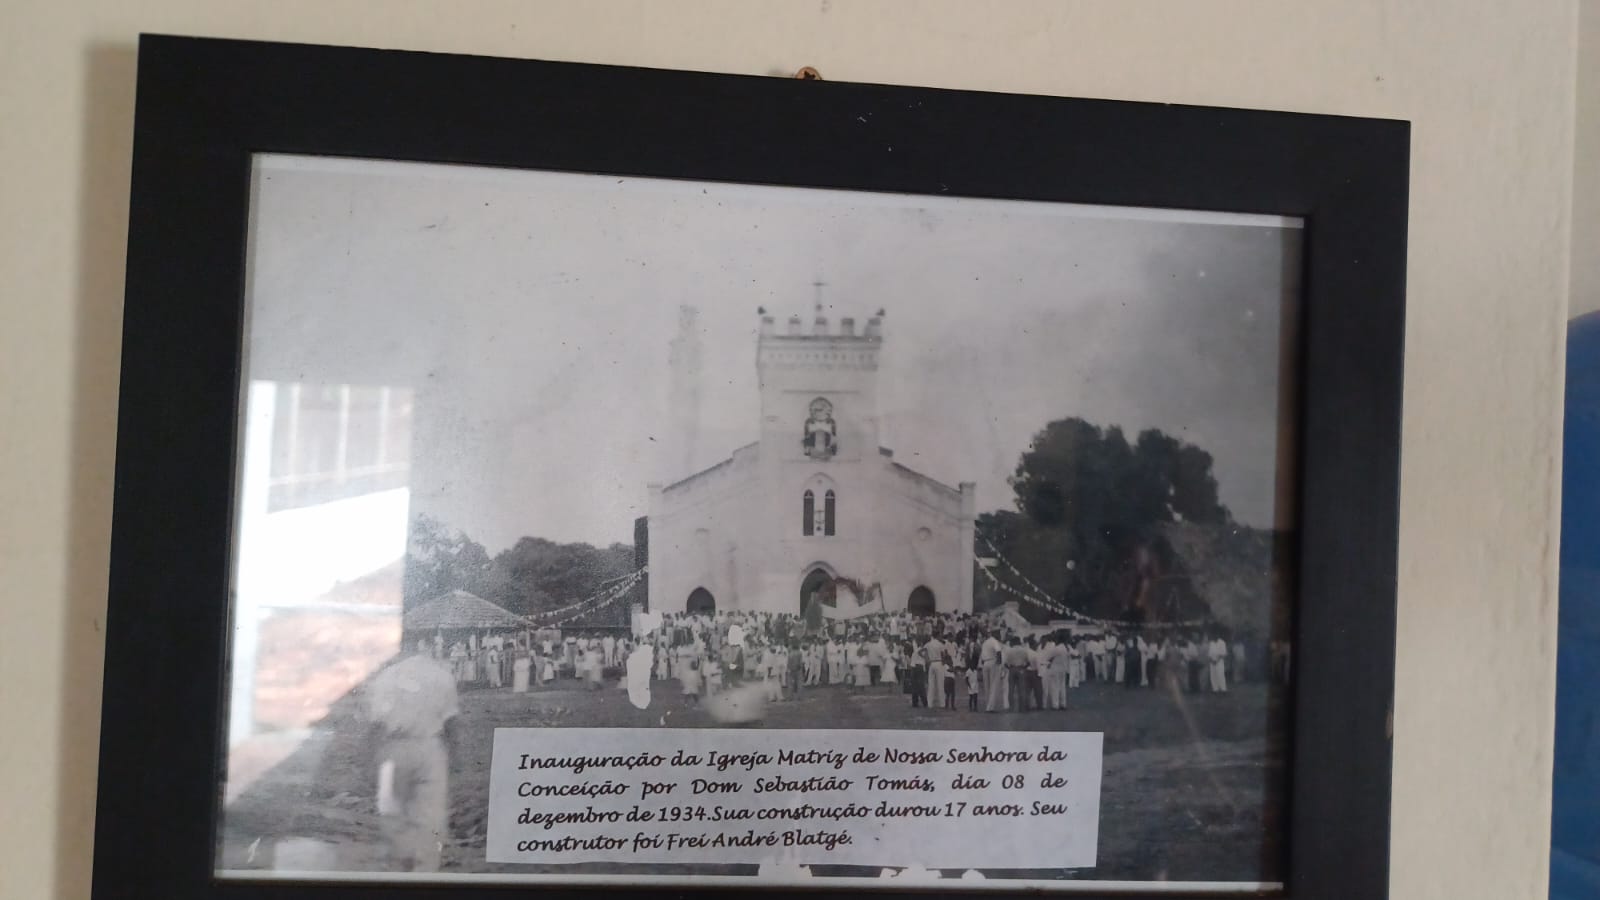 Inauguração da Igreja Matriz de Nossa Senhora da
Conceição por Dom Sebastião Tomás, dia 08 de
dezembro de 1934.Sua construção durou 17 anos. Seu
construtor foi Frei André Blatgé.